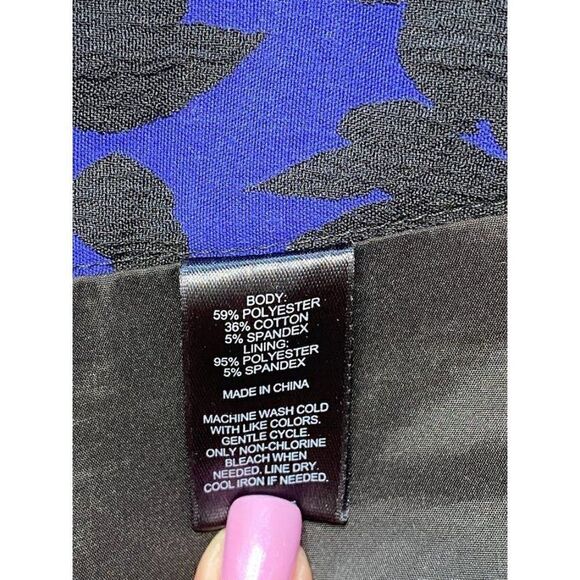 BODY:
59% POLYESTER
36% COTTON
5% SPANDEX
LINING:
95% POLYESTER
5% SPANDEX
MADE IN CHINA
MACHINE WASH COLD
WITH LIKE COLORS.
GENTLE CYCLE.
ONLY NON-CHLORINE
BLEACH WHEN
NEEDED. LINE DRY.
COOL IRON IF NEEDED.